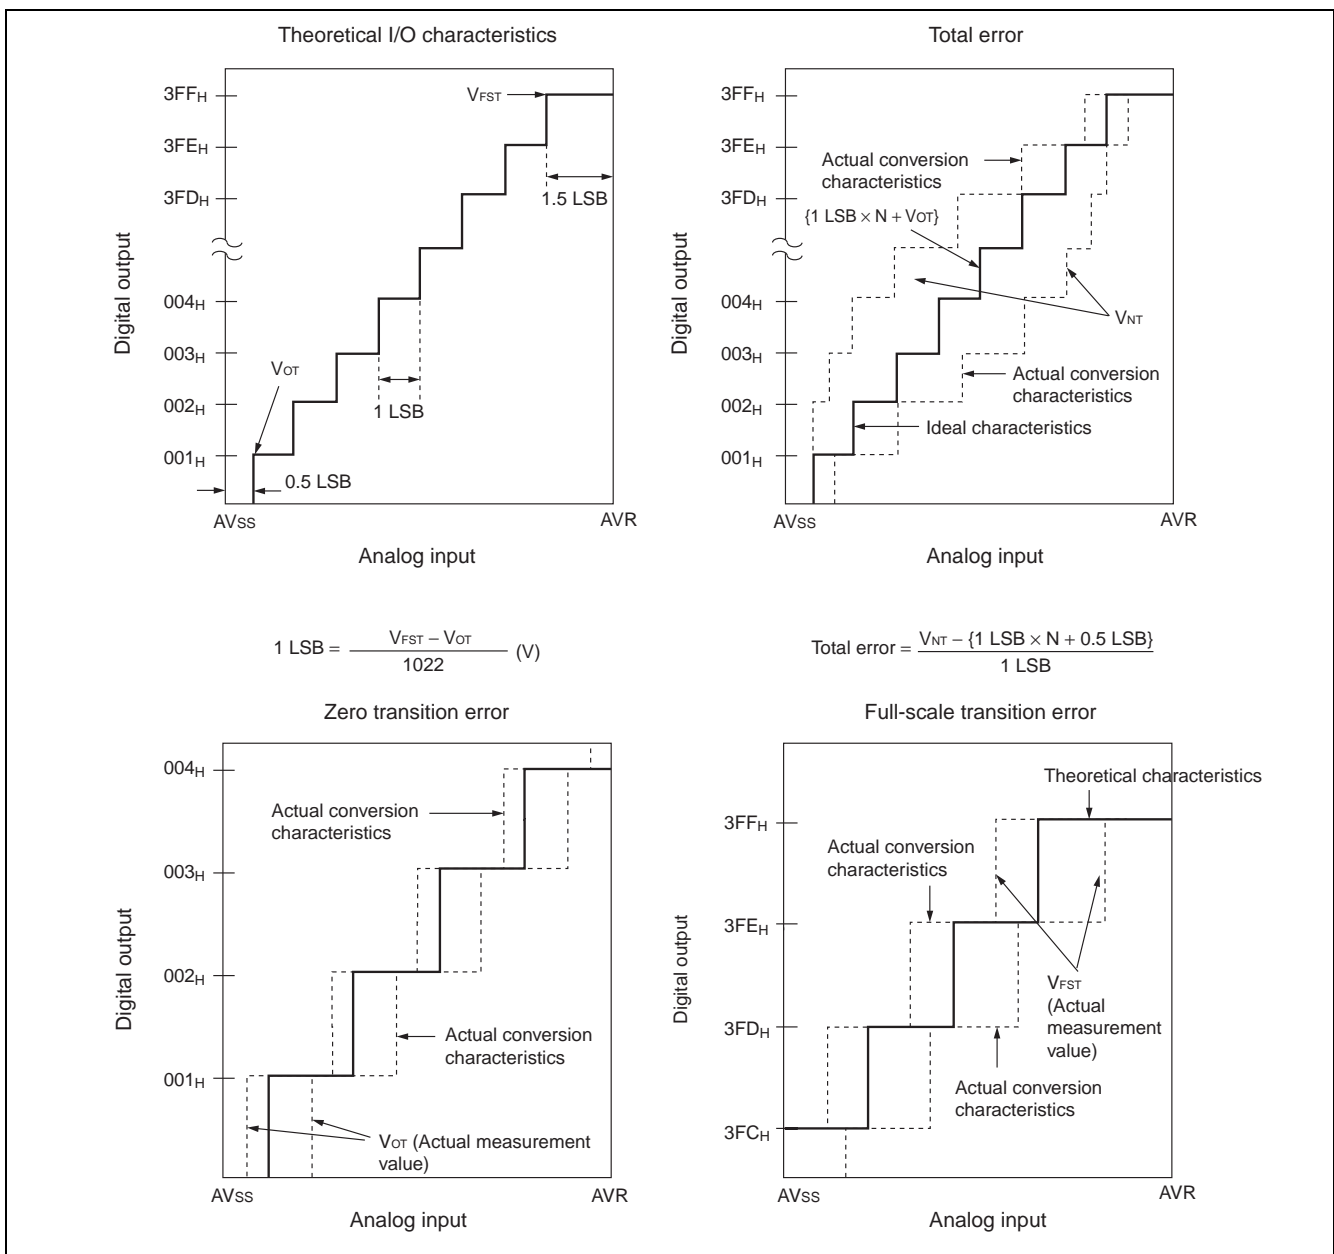 Theoretical I/O characteristics
3FFH
3FEH
3FDH
004H
003H
002H
001H
Digital output
VFST
1.5 LSB
VOT
1 LSB
0.5 LSB
AVSS
AVR
Analog input
Total error
3FFH
3FEH
3FDH
004H
003H
002H
001H
Digital output
Actual conversion
characteristics
{1 LSB × N + VOT}
VNT
Actual conversion
characteristics
Ideal characteristics
AVSS
AVR
Analog input
1 LSB = VFST – VOT
1022
(V)
Total error = VNT – {1 LSB × N + 0.5 LSB}
1 LSB
Zero transition error
004H
003H
002H
001H
Digital output
Actual conversion
characteristics
Actual conversion
characteristics
VOT (Actual measurement
value)
AVSS
AVR
Analog input
Full-scale transition error
3FFH
3FEH
3FDH
3FCH
Digital output
Theoretical characteristics
Actual conversion
characteristics
VFST
(Actual
measurement
value)
Actual conversion
characteristics
AVSS
AVR
Analog input